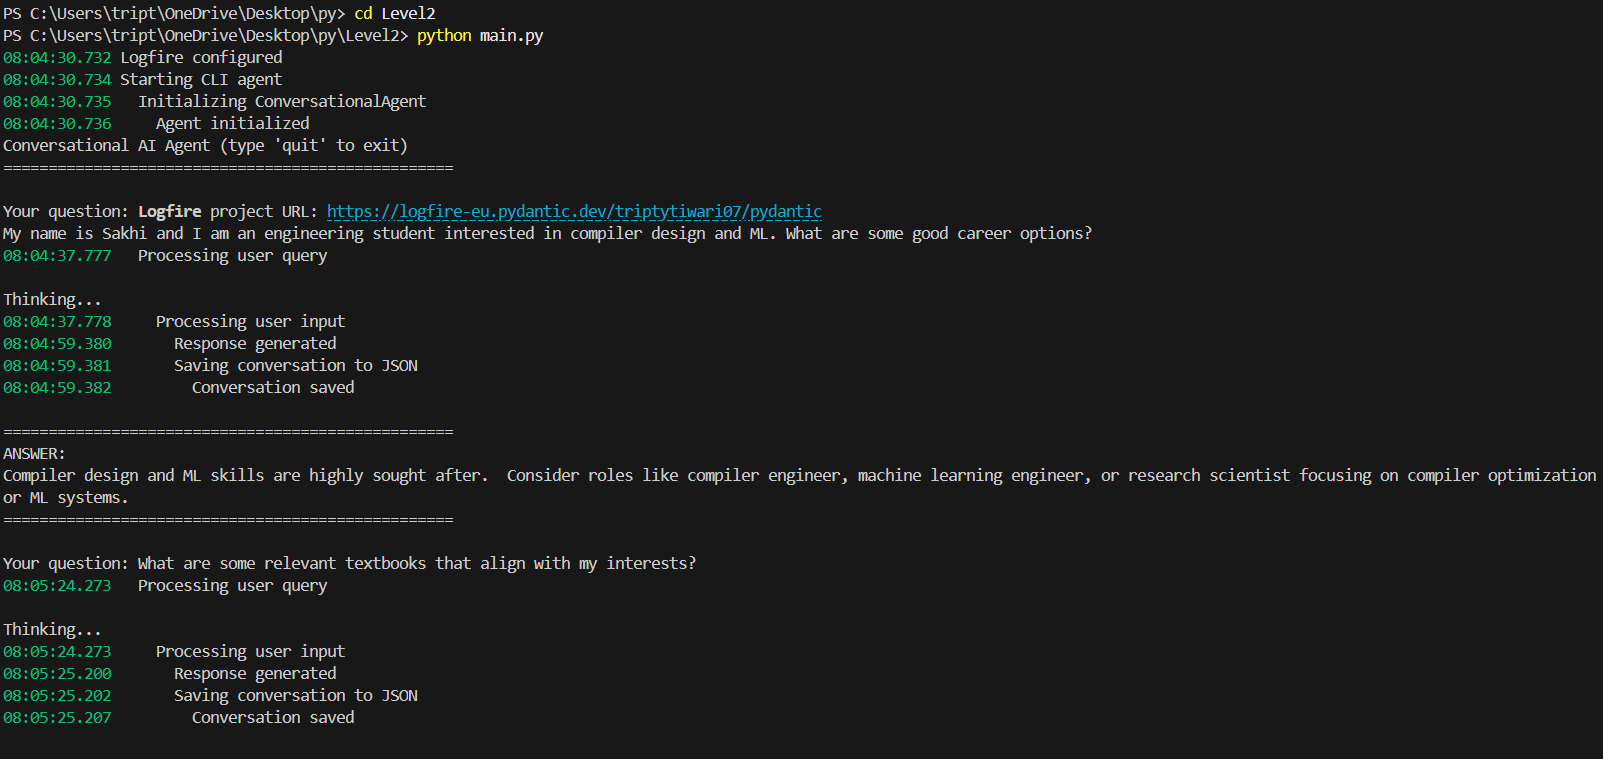 PS C:\Users\tript\OneDrive\Desktop\py> cd Level2
PS C:\Users\tript\OneDrive\Desktop\py\Level2> python main.py
08:04:30.732 Logfire configured
08:04:30.734 Starting CLI agent
08:04:30.735   Initializing ConversationalAgent
08:04:30.736     Agent initialized
Conversational AI Agent (type 'quit' to exit)
==================================================
Your question: Logfire project URL: https://logfire-eu.pydantic.dev/triptytiwari07/pydantic
My name is Sakhi and I am an engineering student interested in compiler design and ML. What are some good career options?
08:04:37.777   Processing user query
Thinking...
08:04:37.778     Processing user input
08:04:59.380       Response generated
08:04:59.381       Saving conversation to JSON
08:04:59.382         Conversation saved
==================================================
ANSWER:
Compiler design and ML skills are highly sought after.  Consider roles like compiler engineer, machine learning engineer, or research scientist focusing on compiler optimization
or ML systems.
==================================================
Your question: What are some relevant textbooks that align with my interests?
08:05:24.273   Processing user query
Thinking...
08:05:24.273     Processing user input
08:05:25.200       Response generated
08:05:25.202       Saving conversation to JSON
08:05:25.207         Conversation saved